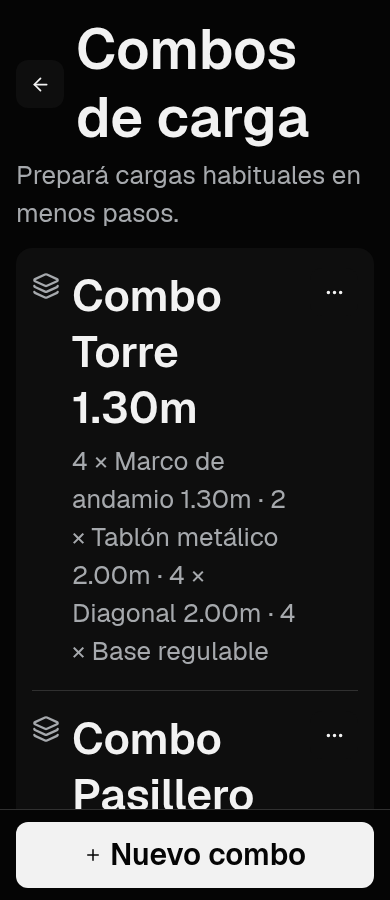 Combos
de carga
Prepará cargas habituales en
menos pasos.
Combo
Torre
1.30m
4 × Marco de
andamio 1.30m · 2
× Tablón metálico
2.00m · 4 ×
Diagonal 2.00m · 4
× Base regulable
Combo
Pasillero
+ Nuevo combo